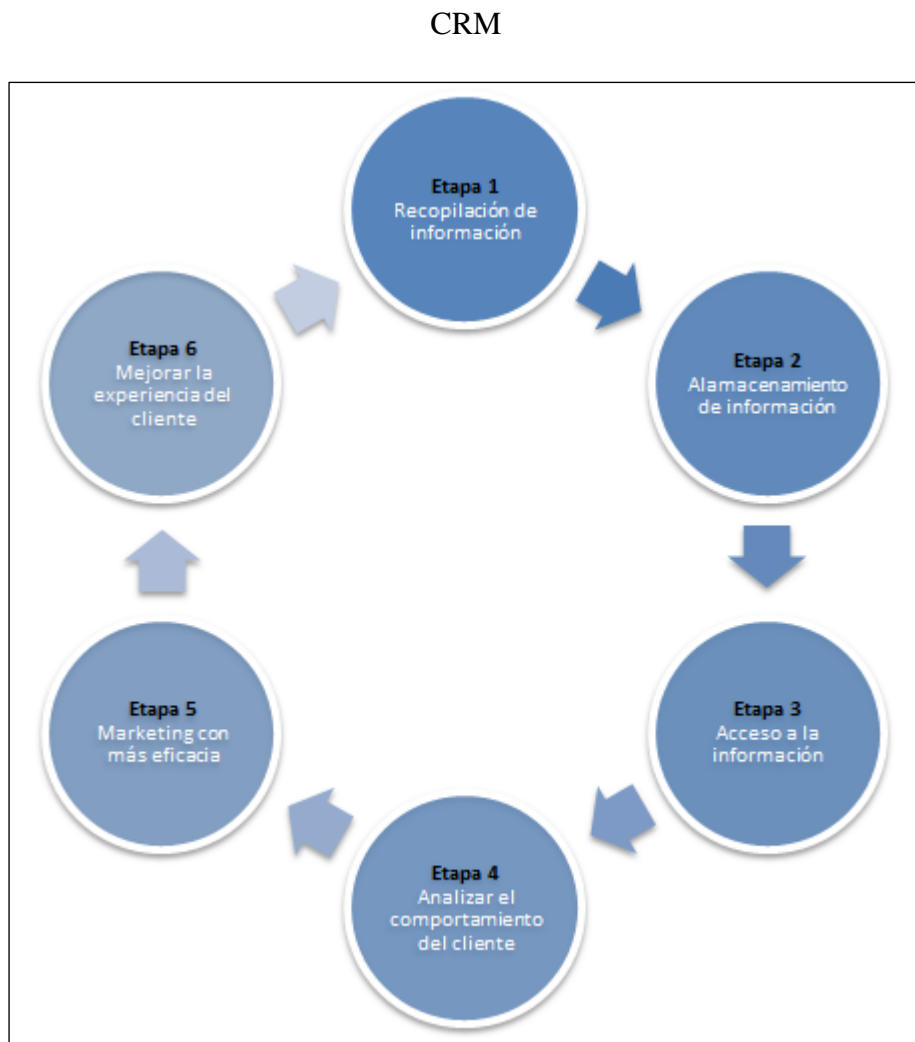 CRM
Etapa 1
Recopilación de
información
Etapa 2
Alamacenamiento
de información
Etapa 3
Acceso a la
información
Etapa 4
Analizar el
comportamiento
del cliente
Etapa 5
Marketing con
más eficacia
Etapa 6
Mejorar la
experiencia del
cliente